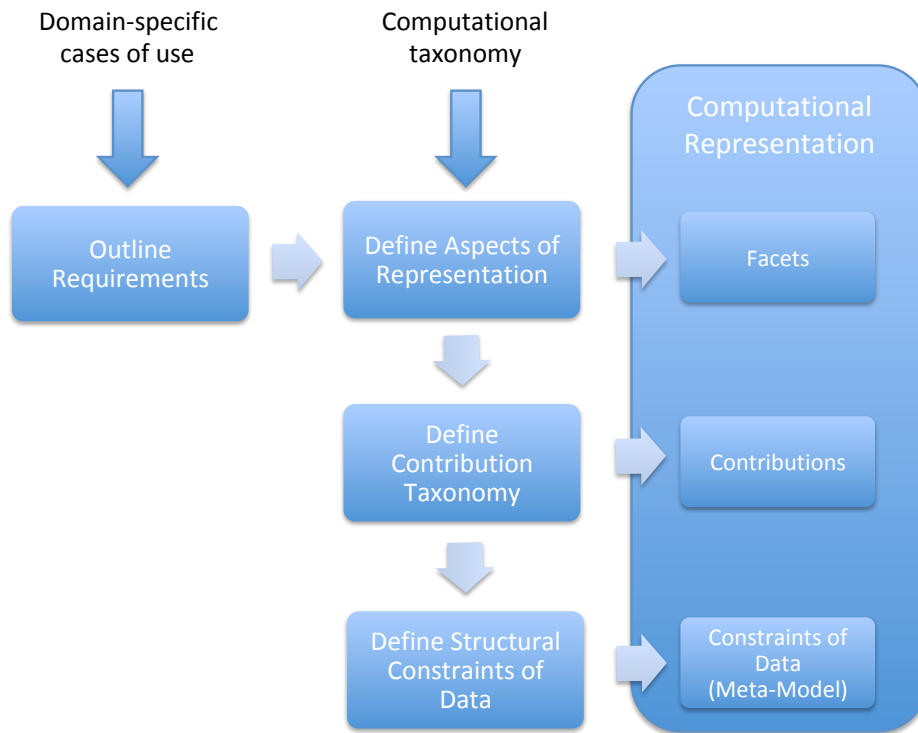 Domain-specific
cases of use
Computational
taxonomy
Computational
Representation
Outline
Requirements
Define Aspects of
Representation
Facets
Define
Contribution
Taxonomy
Contributions
Define Structural
Constraints of
Data
Constraints of
Data
(Meta-Model)